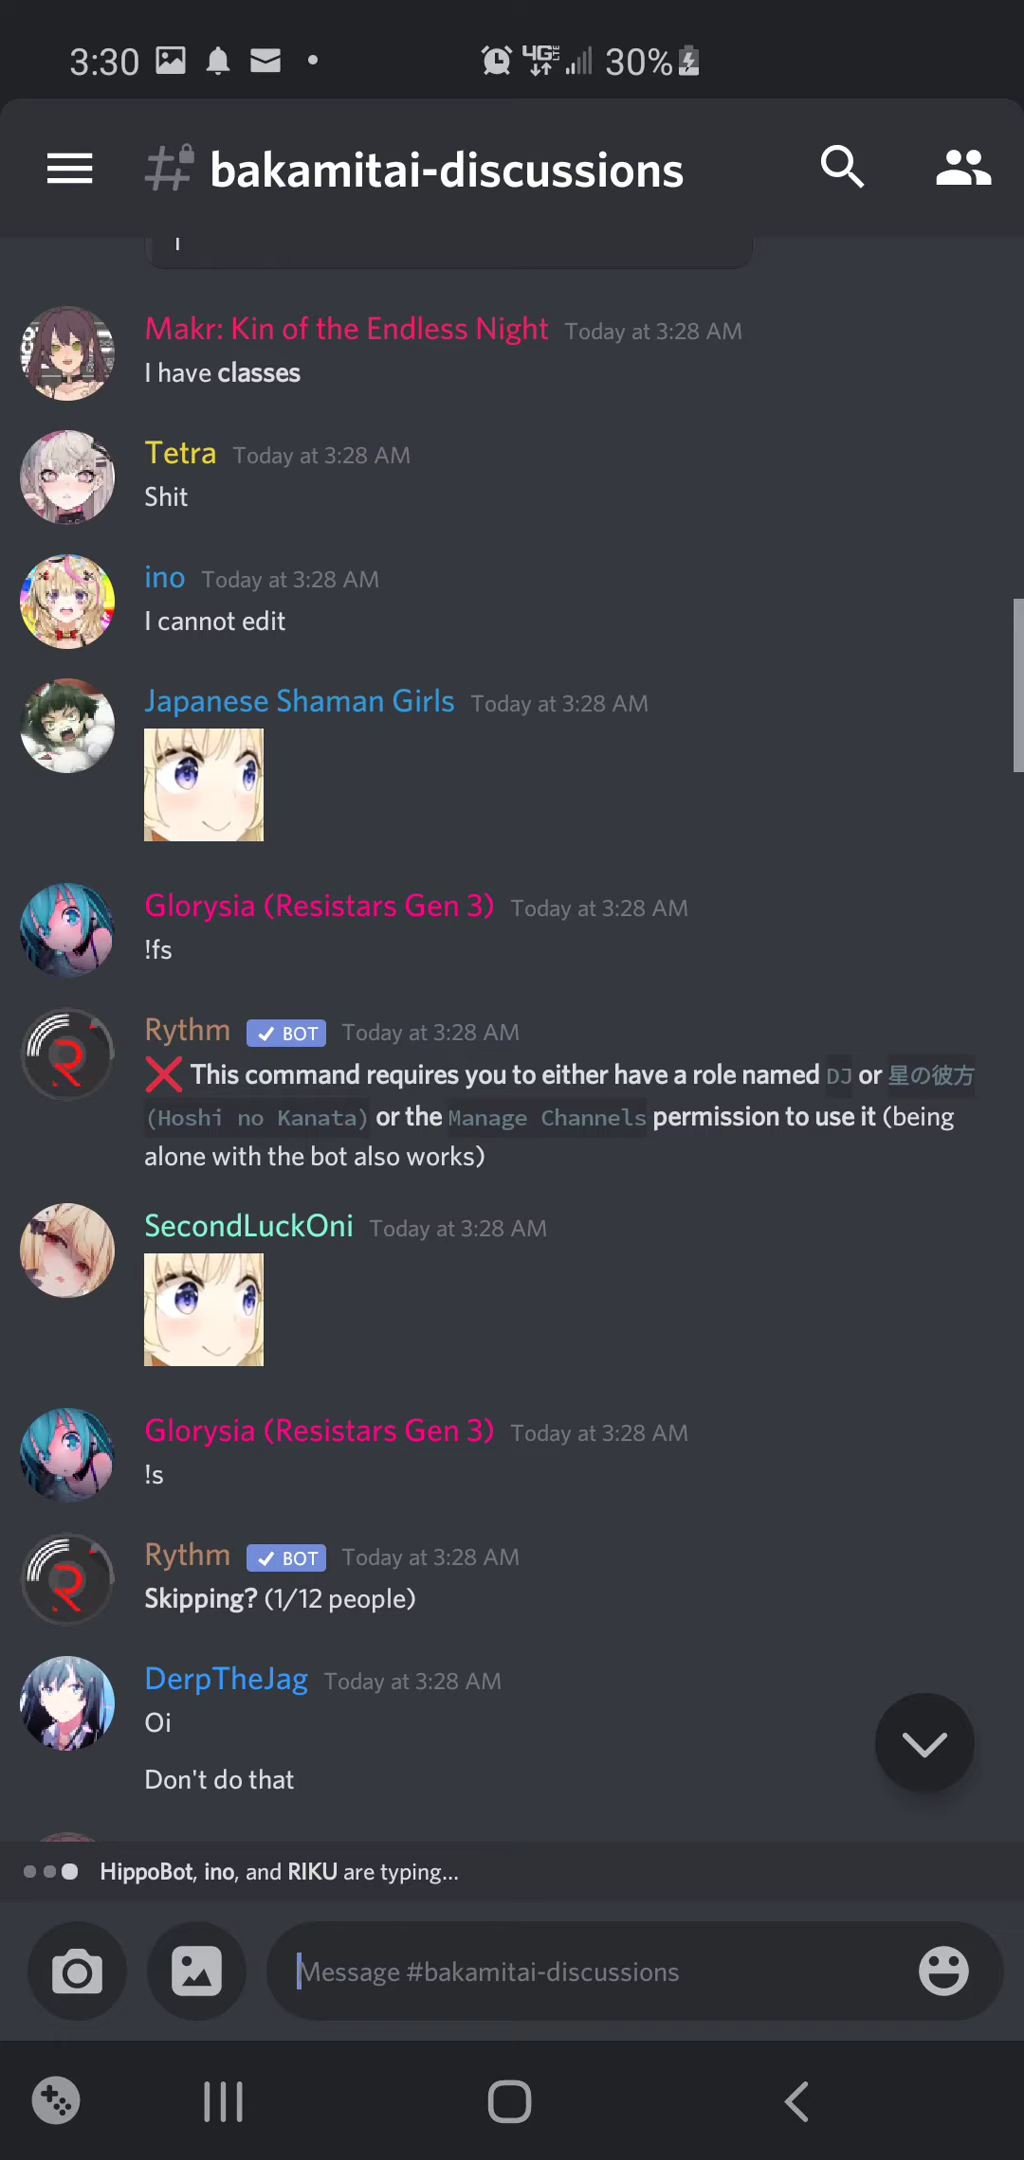 3:30 4G LTE 30%
bakamitai-discussions
Makr: Kin of the Endless Night Today at 3:28 AM
I have classes
Tetra Today at 3:28 AM
Shit
ino Today at 3:28 AM
I cannot edit
Japanese Shaman Girls Today at 3:28 AM
Glorysia (Resistars Gen 3) Today at 3:28 AM
!fs
Rythm BOT Today at 3:28 AM
❌ This command requires you to either have a role named DJ or 星の彼方
(Hoshi no Kanata) or the Manage Channels permission to use it (being
alone with the bot also works)
SecondLuckOni Today at 3:28 AM
Glorysia (Resistars Gen 3) Today at 3:28 AM
!s
Rythm BOT Today at 3:28 AM
Skipping? (1/12 people)
DerpTheJag Today at 3:28 AM
Oi
Don't do that
HippoBot, ino, and RIKU are typing...
Message #bakamitai-discussions